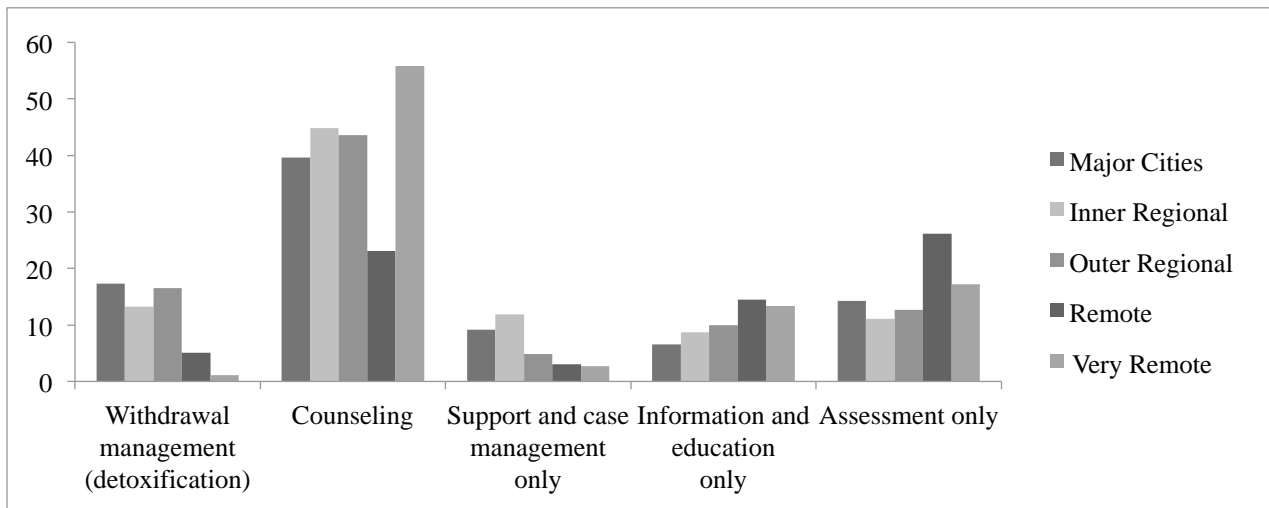 60
50
40
30
20
10
0
Withdrawal
management
(detoxification)
Counseling
Support and case
management
only
Information and
education
only
Assessment only
Major Cities
Inner Regional
Outer Regional
Remote
Very Remote